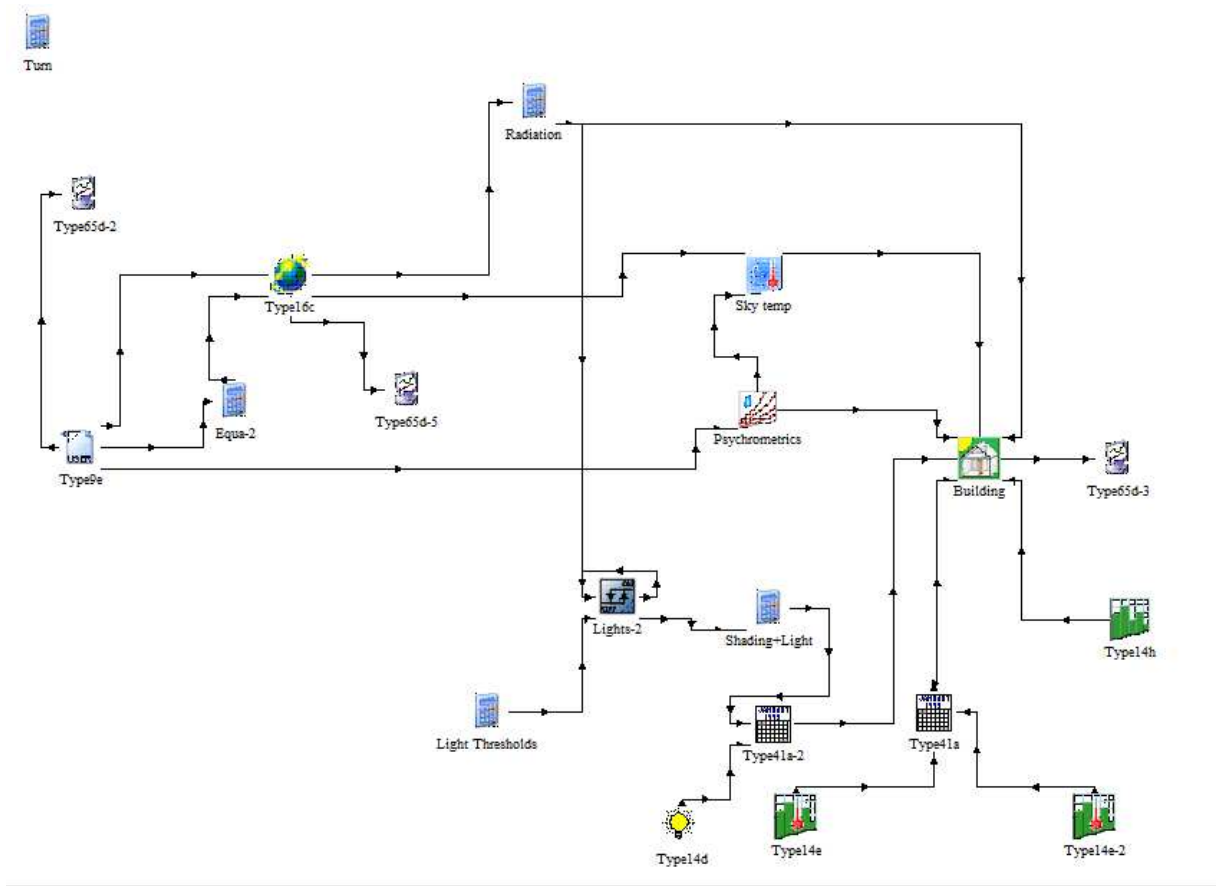 Turn
Radiation
Type65d-2
Type16c
Sky temp
Equa-2
Type65d-5
Psychrometrics
USER
Type9e
Building
Type65d-3
Lights-2
Shading+Light
Type14h
Light Thresholds
Type41a-2
Type41a
Type14d
Type14e
Type14e-2